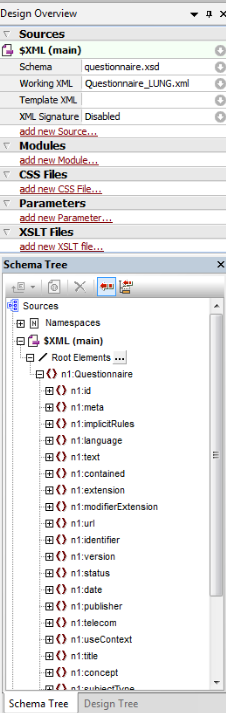 Design Overview
Sources
$XML (main)
Schema questionnaire.xsd
Working XML Questionnaire_LUNG.xml
Template XML
XML Signature Disabled
add new Source...
Modules
add new Module...
CSS Files
add new CSS File...
Parameters
add new Parameter...
XSLT Files
add new XSLT file...
Schema Tree
Sources
Namespaces
$XML (main)
Root Elements ...
n1:Questionnaire
n1:id
n1:meta
n1:implicitRules
n1:language
n1:text
n1:contained
n1:extension
n1:modifierExtension
n1:url
n1:identifier
n1:version
n1:status
n1:date
n1:publisher
n1:telecom
n1:useContext
n1:title
n1:concept
n1:subjectType
Schema Tree Design Tree